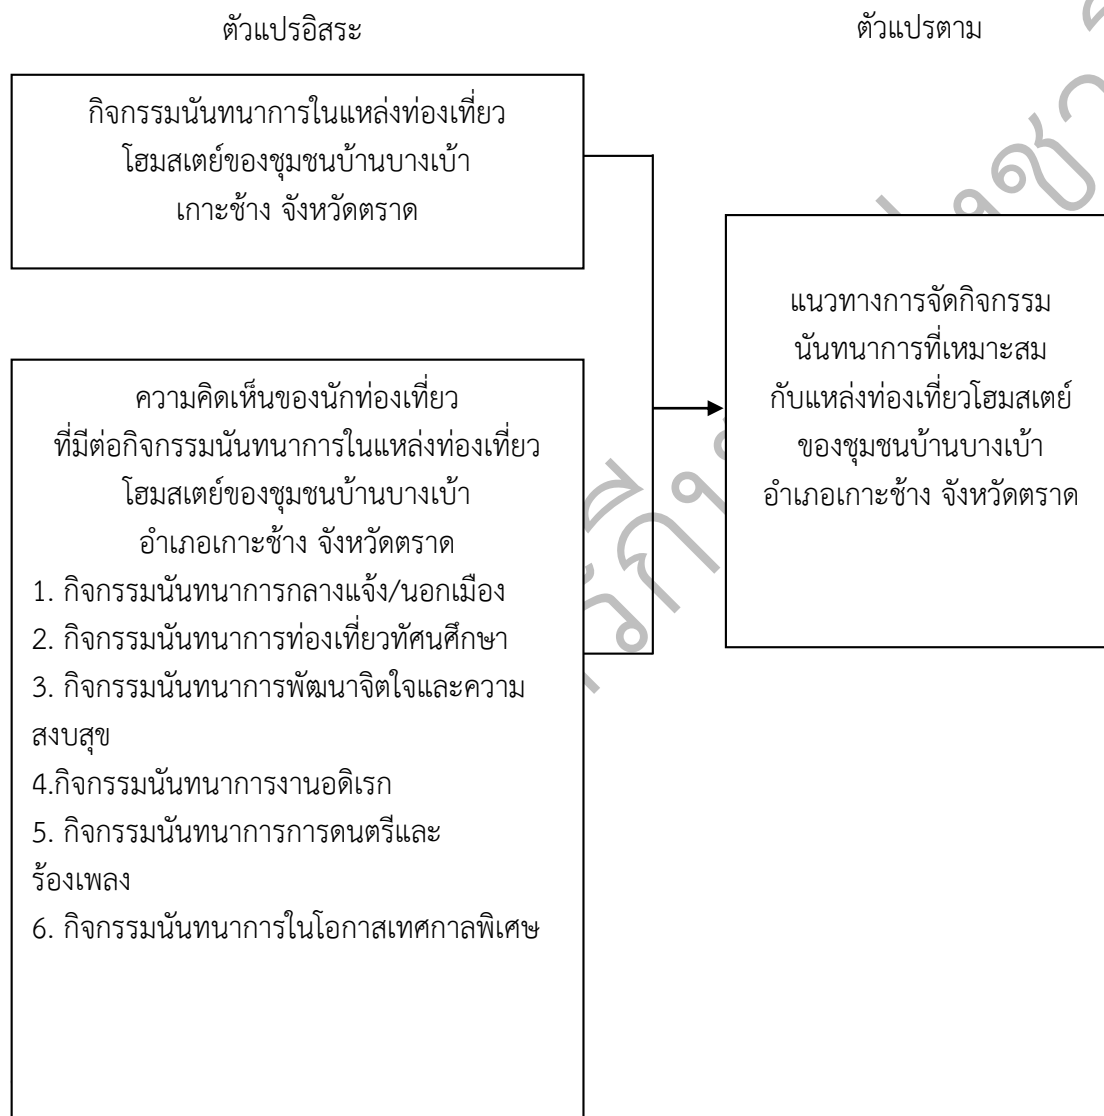 ตัวแปรอิสระ
ตัวแปรตาม
กิจกรรมนันทนาการในแหล่งท่องเที่ยว
โฮมสเตย์ของชุมชนบ้านบางเบ้า
เกาะช้าง จังหวัดตราด
ความคิดเห็นของนักท่องเที่ยว
ที่มีต่อกิจกรรมนันทนาการในแหล่งท่องเที่ยว
โฮมสเตย์ของชุมชนบ้านบางเบ้า
อำเภอเกาะช้าง จังหวัดตราด
1. กิจกรรมนันทนาการกลางแจ้ง/นอกเมือง
2. กิจกรรมนันทนาการท่องเที่ยวทัศนศึกษา
3. กิจกรรมนันทนาการพัฒนาจิตใจและความ
สงบสุข
4.กิจกรรมนันทนาการงานอดิเรก
5. กิจกรรมนันทนาการการดนตรีและ
ร้องเพลง
6. กิจกรรมนันทนาการในโอกาสเทศกาลพิเศษ
แนวทางการจัดกิจกรรม
นันทนาการที่เหมาะสม
กับแหล่งท่องเที่ยวโฮมสเตย์
ของชุมชนบ้านบางเบ้า
อำเภอเกาะช้าง จังหวัดตราด